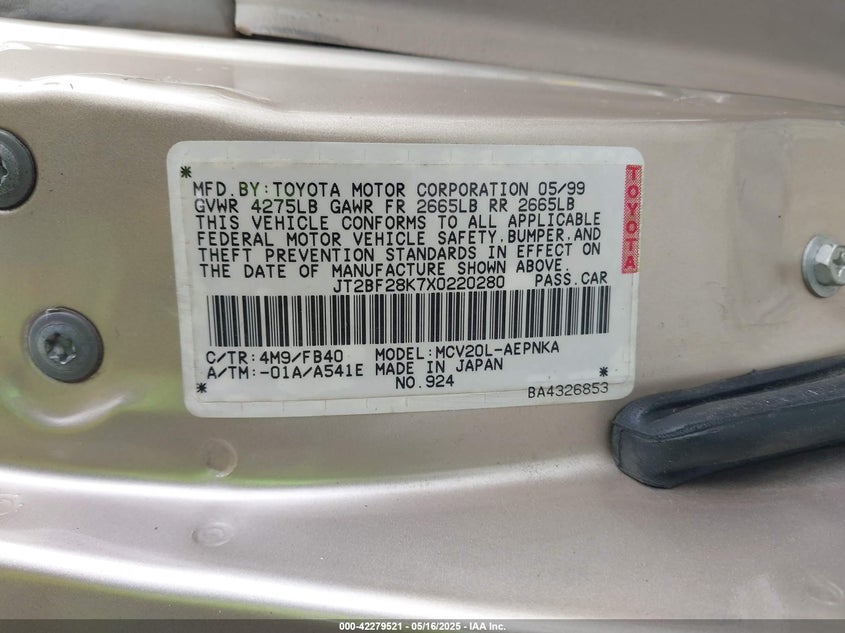 MFD.BY:TOYOTA MOTOR CORPORATION 05/99
GVWR 4275LB GAWR FR 2665LB RR 2665LB
THIS VEHICLE CONFORMS TO ALL APPLICABLE
FEDERAL MOTOR VEHICLE SAFETY,BUMPER,AND
THEFT PREVENTION STANDARDS IN EFFECT ON
THE DATE OF MANUFACTURE SHOWN ABOVE.
JT2BF28K7X0220280 PASS.CAR
TOYOTA
C/TR:4M9/FB40 MODEL:MCV20L-AEPNKA
A/TM:-01A/A541E MADE IN JAPAN
NO.924
BA4326853
000-42279521 | 05/16/2025 | IAA Inc.